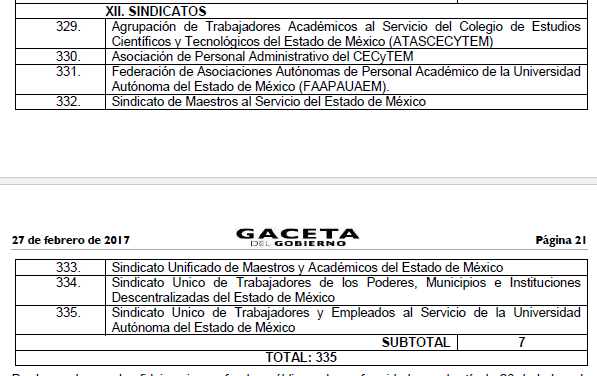 XII. SINDICATOS
329. Agrupación de Trabajadores Académicos al Servicio del Colegio de Estudios
Científicos y Tecnológicos del Estado de México (ATASCECYTEM)
330. Asociación de Personal Administrativo del CECyTEM
331. Federación de Asociaciones Autónomas de Personal Académico de la Universidad
Autónoma del Estado de México (FAAPAUAEM).
332. Sindicato de Maestros al Servicio del Estado de México
27 de febrero de 2017
GACETA
DEL GOBIERNO
Página 21
333. Sindicato Unificado de Maestros y Académicos del Estado de México
334. Sindicato Unico de Trabajadores de los Poderes, Municipios e Instituciones
Descentralizadas del Estado de México
335. Sindicato Unico de Trabajadores y Empleados al Servicio de la Universidad
Autónoma del Estado de México
SUBTOTAL 7
TOTAL: 335